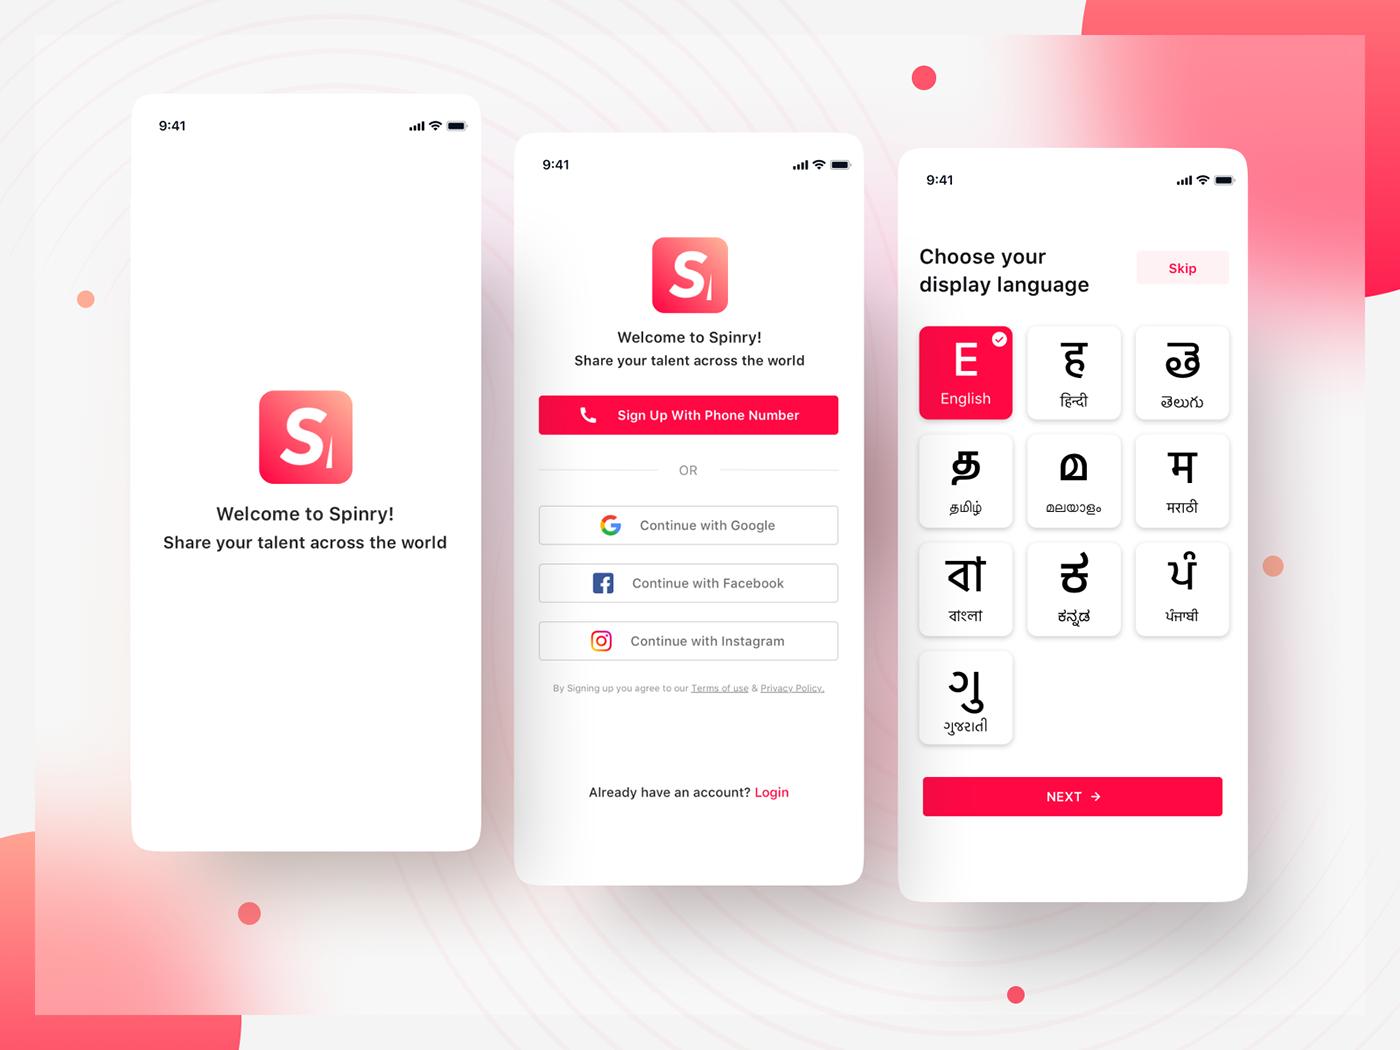 9:41
S
Welcome to Spinry!
Share your talent across the world
9:41
S
Welcome to Spinry!
Share your talent across the world
Sign Up With Phone Number
OR
Continue with Google
Continue with Facebook
Continue with Instagram
By Signing up you agree to our Terms of use & Privacy Policy.
Already have an account? Login
9:41
Choose your
display language
Skip
E
English
ह
हिन्दी
తె
తెలుగు
த
தமிழ்
മ
മലയാളം
म
मराठी
বা
বাংলা
ಕ
ಕನ್ನಡ
ਪੰ
ਪੰਜਾਬੀ
ગુ
ગુજરાતી
NEXT →